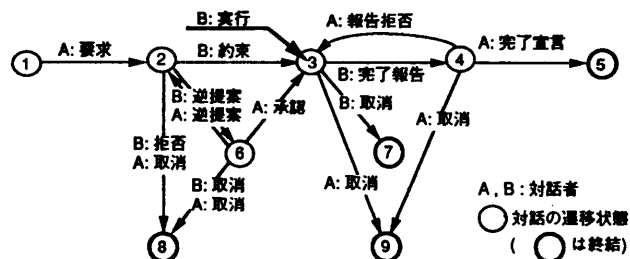 B: 実行
A: 報告拒否
A: 要求
B: 約束
B: 完了報告
A: 完了宣言
1
2
3
4
5
B: 逆提案
A: 逆提案
A: 承認
B: 取消
A: 取消
6
7
B: 拒否
A: 取消
B: 取消
A: 取消
A: 取消
8
9
A , B : 対話者
対話の遷移状態
( は終結)